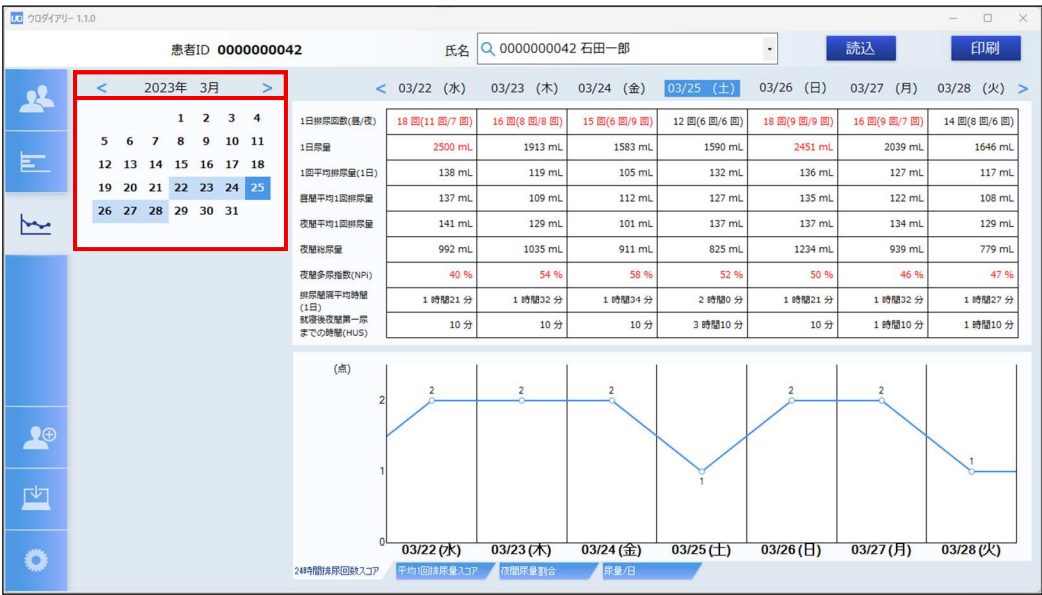 UD ウロダイアリー 1.1.0
患者ID 0000000042 氏名 0000000042 石田一郎 読込 印刷
< 2023年 3月 >
1 2 3 4
5 6 7 8 9 10 11
12 13 14 15 16 17 18
19 20 21 22 23 24 25
26 27 28 29 30 31
< 03/22 (水) 03/23 (木) 03/24 (金) 03/25 (土) 03/26 (日) 03/27 (月) 03/28 (火) >
1日排尿回数(昼/夜) 18 回(11 回/7 回) 16 回(8 回/8 回) 15 回(6 回/9 回) 12 回(6 回/6 回) 18 回(9 回/9 回) 16 回(9 回/7 回) 14 回(8 回/6 回)
1日尿量 2500 mL 1913 mL 1583 mL 1590 mL 2451 mL 2039 mL 1646 mL
1回平均排尿量(1日) 138 mL 119 mL 105 mL 132 mL 136 mL 127 mL 117 mL
昼間平均1回排尿量 137 mL 109 mL 112 mL 127 mL 135 mL 122 mL 108 mL
夜間平均1回排尿量 141 mL 129 mL 101 mL 137 mL 137 mL 134 mL 129 mL
夜間総尿量 992 mL 1035 mL 911 mL 825 mL 1234 mL 939 mL 779 mL
夜間多尿指数(NPi) 40 % 54 % 58 % 52 % 50 % 46 % 47 %
排尿間隔平均時間
(1日) 1 時間21 分 1 時間32 分 1 時間34 分 2 時間0 分 1 時間21 分 1 時間32 分 1 時間27 分
就寝後夜間第一尿
までの時間(HUS) 10 分 10 分 10 分 3 時間10 分 10 分 1 時間10 分 1 時間10 分
(点)
2 2 2 2 2
2
1
1
1
0
03/22 (水) 03/23 (木) 03/24 (金) 03/25 (土) 03/26 (日) 03/27 (月) 03/28 (火)
24時間排尿回数スコア 平均1回排尿量スコア 夜間尿量割合 尿量/日